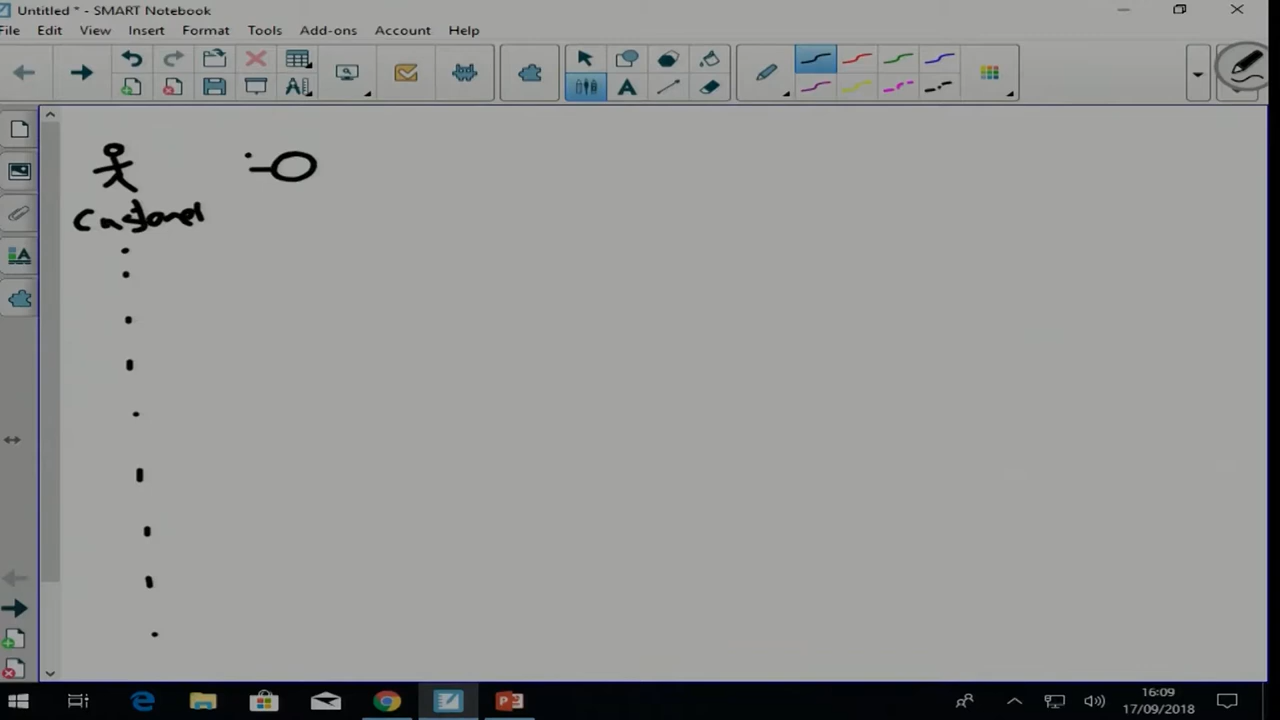 Untitled * - SMART Notebook
File Edit View Insert Format Tools Add-ons Account Help
Customer
16:09
17/09/2018